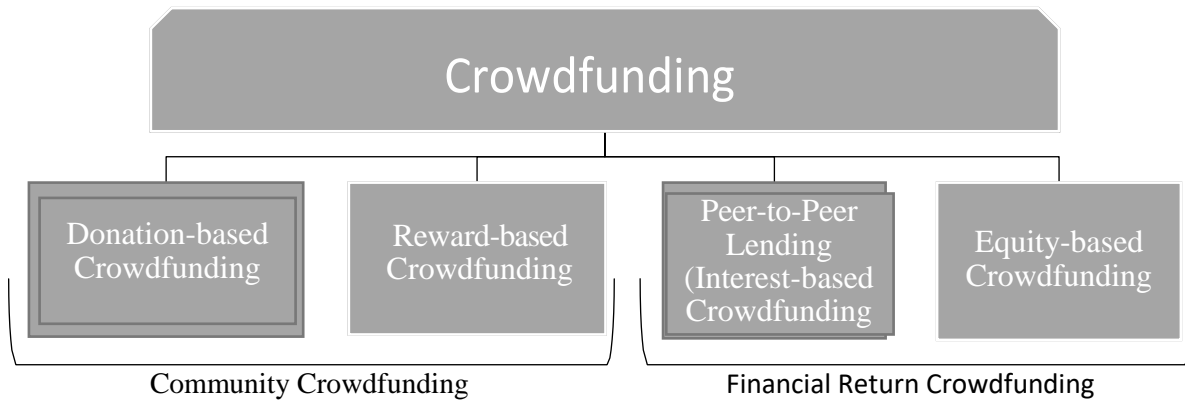 Crowdfunding
Donation-based
Crowdfunding
Reward-based
Crowdfunding
Peer-to-Peer
Lending
(Interest-based
Crowdfunding
Equity-based
Crowdfunding
Community Crowdfunding
Financial Return Crowdfunding